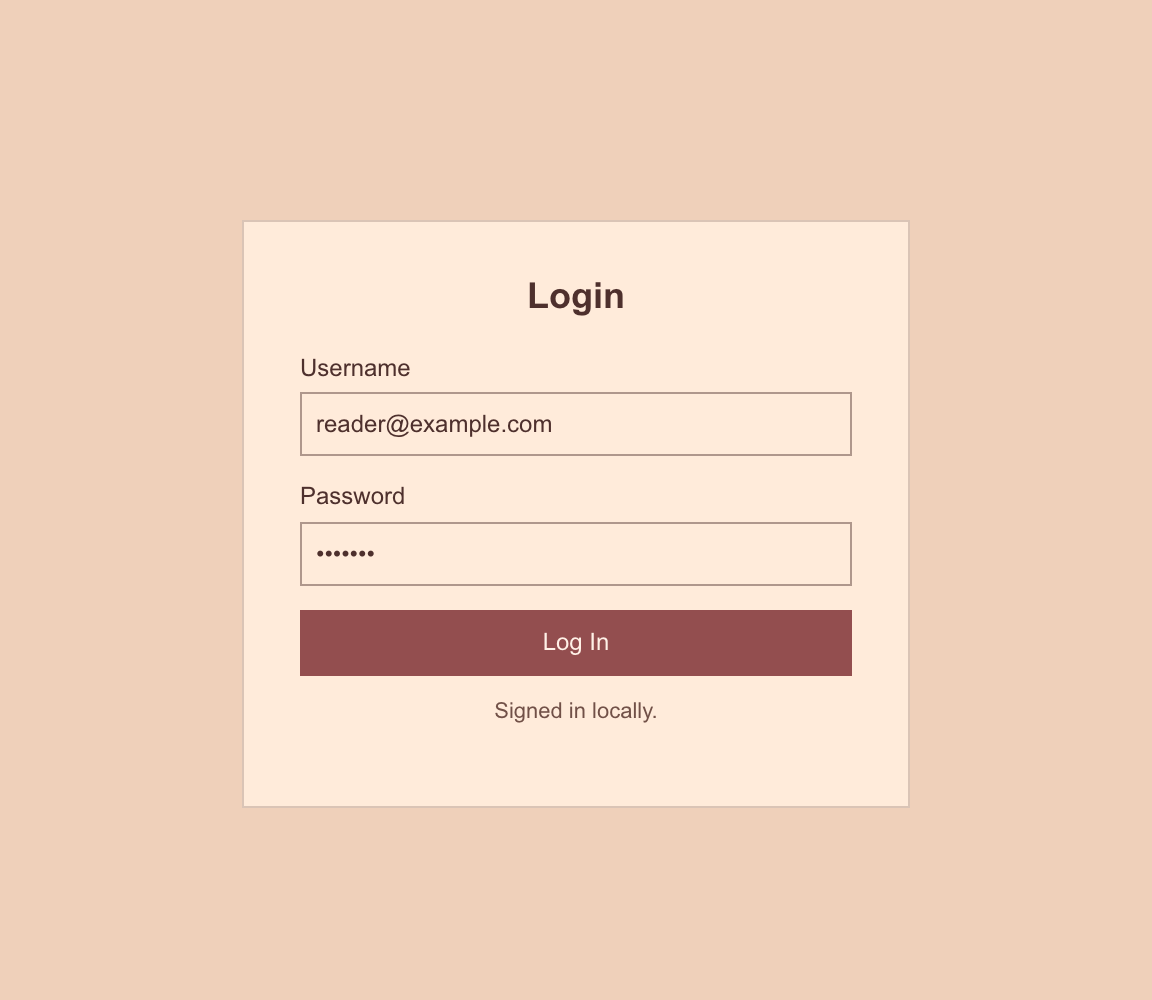 Login
Username
reader@example.com
Password
•••••••
Log In
Signed in locally.